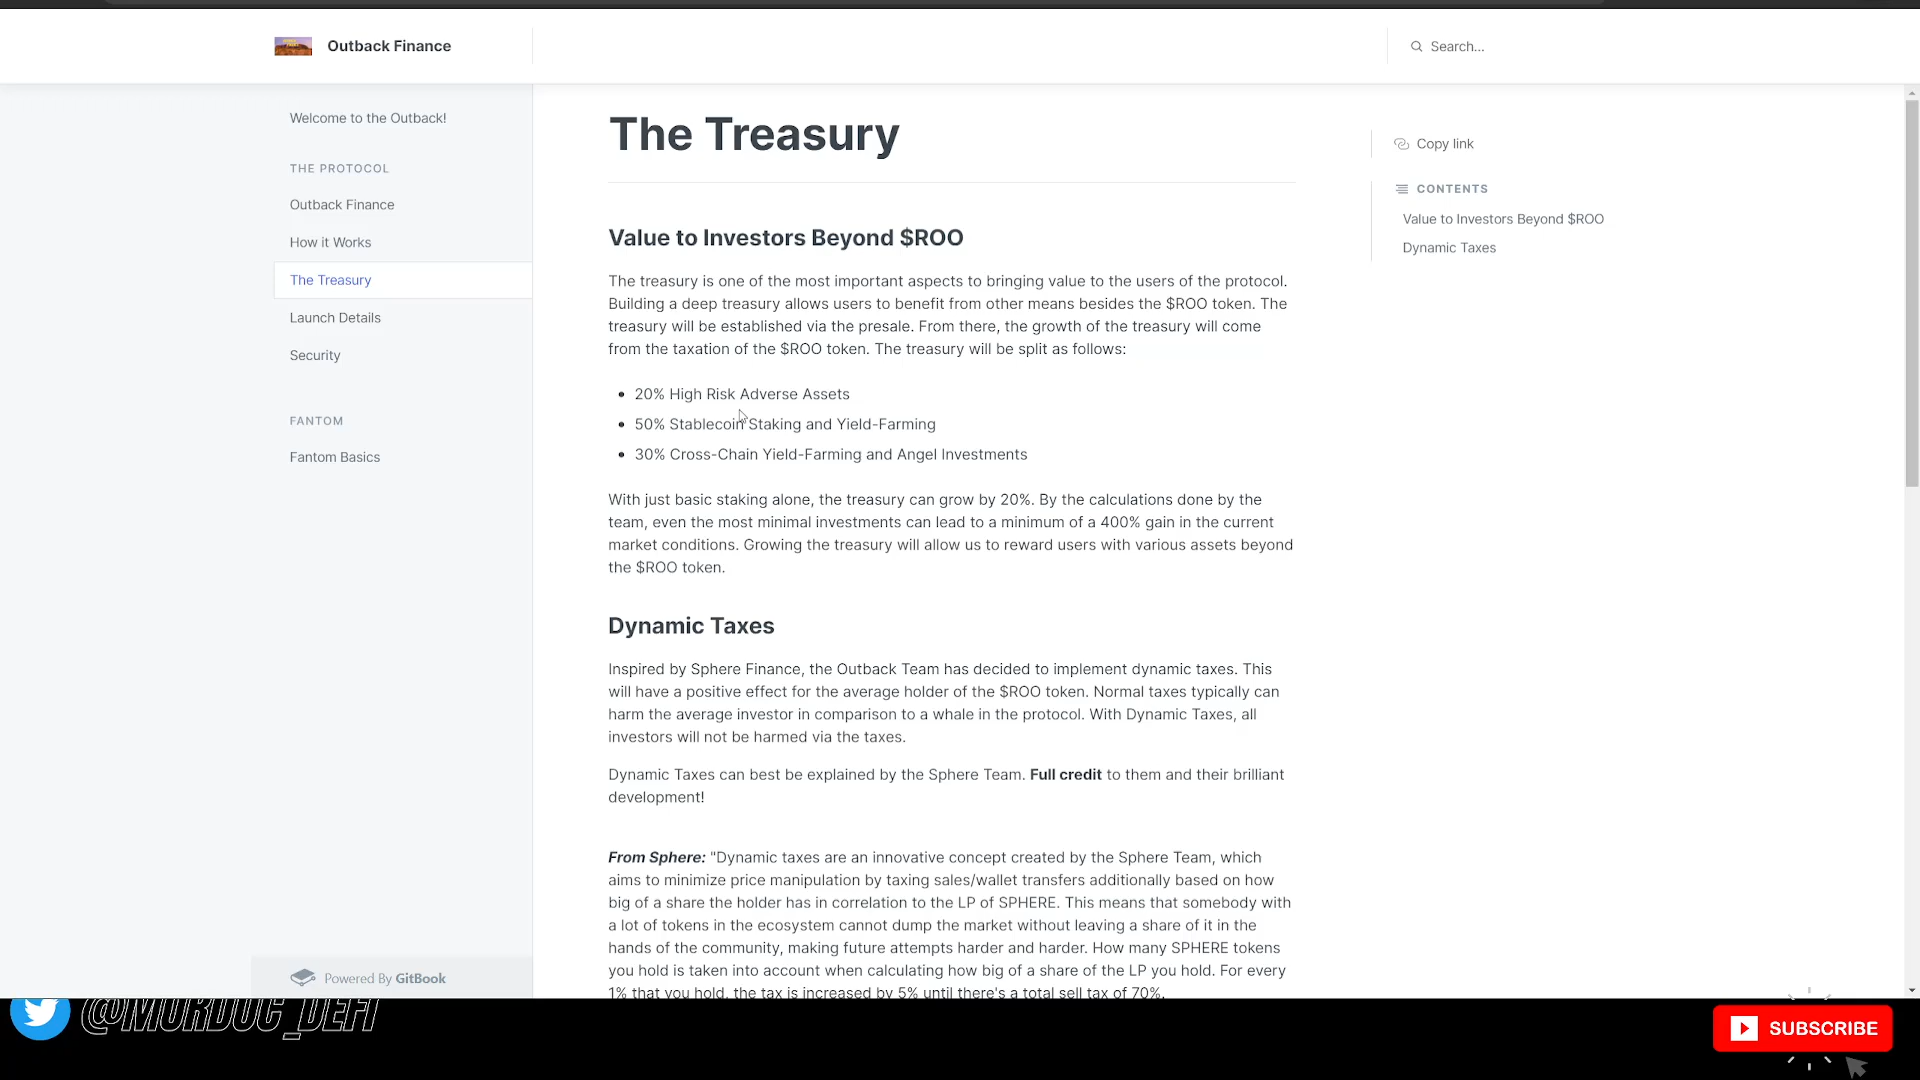 Outback Finance
Search...
Welcome to the Outback!
THE PROTOCOL
Outback Finance
How it Works
The Treasury
Launch Details
Security
FANTOM
Fantom Basics
Powered By GitBook
The Treasury
Value to Investors Beyond $ROO
The treasury is one of the most important aspects to bringing value to the users of the protocol.
Building a deep treasury allows users to benefit from other means besides the $ROO token. The
treasury will be established via the presale. From there, the growth of the treasury will come
from the taxation of the $ROO token. The treasury will be split as follows:
• 20% High Risk Adverse Assets
• 50% Stablecoin Staking and Yield-Farming
• 30% Cross-Chain Yield-Farming and Angel Investments
With just basic staking alone, the treasury can grow by 20%. By the calculations done by the
team, even the most minimal investments can lead to a minimum of a 400% gain in the current
market conditions. Growing the treasury will allow us to reward users with various assets beyond
the $ROO token.
Dynamic Taxes
Inspired by Sphere Finance, the Outback Team has decided to implement dynamic taxes. This
will have a positive effect for the average holder of the $ROO token. Normal taxes typically can
harm the average investor in comparison to a whale in the protocol. With Dynamic Taxes, all
investors will not be harmed via the taxes.
Dynamic Taxes can best be explained by the Sphere Team. Full credit to them and their brilliant
development!
From Sphere: "Dynamic taxes are an innovative concept created by the Sphere Team, which
aims to minimize price manipulation by taxing sales/wallet transfers additionally based on how
big of a share the holder has in correlation to the LP of SPHERE. This means that somebody with
a lot of tokens in the ecosystem cannot dump the market without leaving a share of it in the
hands of the community, making future attempts harder and harder. How many SPHERE tokens
you hold is taken into account when calculating how big of a share of the LP you hold. For every
1% that you hold, the tax is increased by 5% until there's a total sell tax of 70%.
Copy link
CONTENTS
Value to Investors Beyond $ROO
Dynamic Taxes
@MURDOC_DEFI
SUBSCRIBE